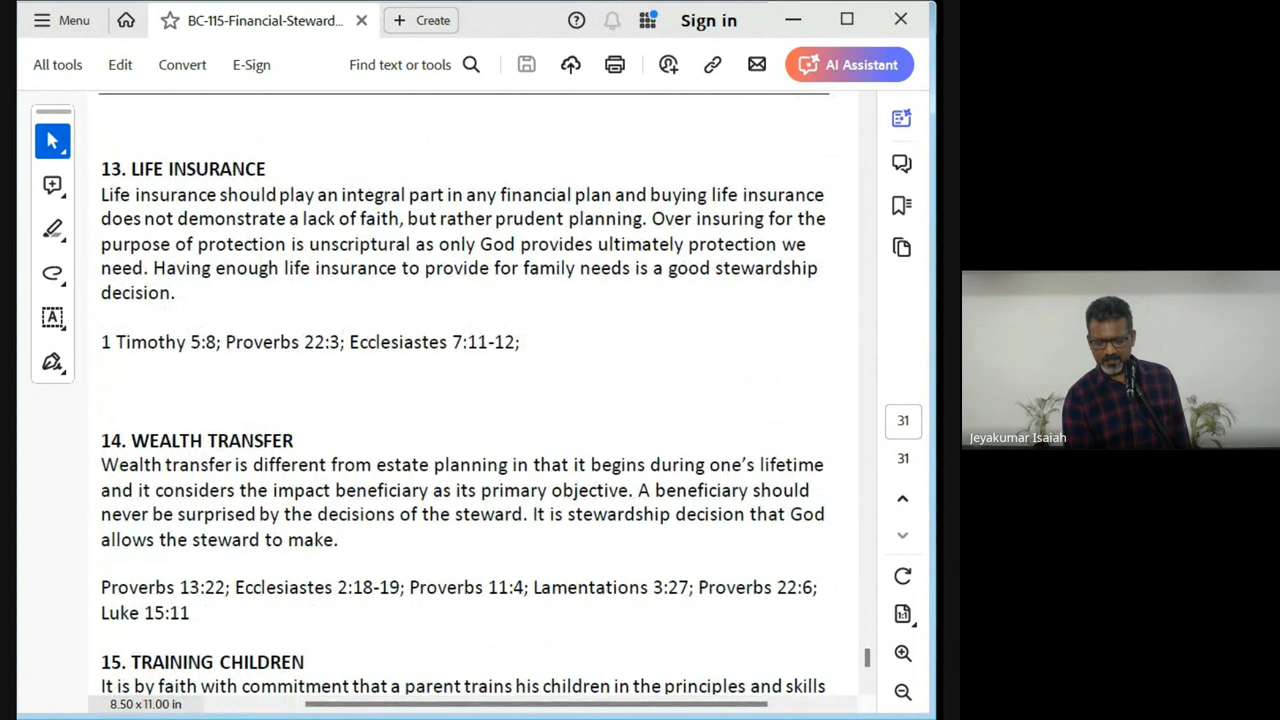 Menu
BC-115-Financial-Steward...
Create
Sign in
All tools
Edit
Convert
E-Sign
Find text or tools
AI Assistant
13. LIFE INSURANCE
Life insurance should play an integral part in any financial plan and buying life insurance
does not demonstrate a lack of faith, but rather prudent planning. Over insuring for the
purpose of protection is unscriptural as only God provides ultimately protection we
need. Having enough life insurance to provide for family needs is a good stewardship
decision.
1 Timothy 5:8; Proverbs 22:3; Ecclesiastes 7:11-12;
14. WEALTH TRANSFER
Wealth transfer is different from estate planning in that it begins during one's lifetime
and it considers the impact beneficiary as its primary objective. A beneficiary should
never be surprised by the decisions of the steward. It is stewardship decision that God
allows the steward to make.
Proverbs 13:22; Ecclesiastes 2:18-19; Proverbs 11:4; Lamentations 3:27; Proverbs 22:6;
Luke 15:11
15. TRAINING CHILDREN
It is by faith with commitment that a parent trains his children in the principles and skills
8.50 x 11.00 in
31
31
1:1
Jeyakumar Isaiah